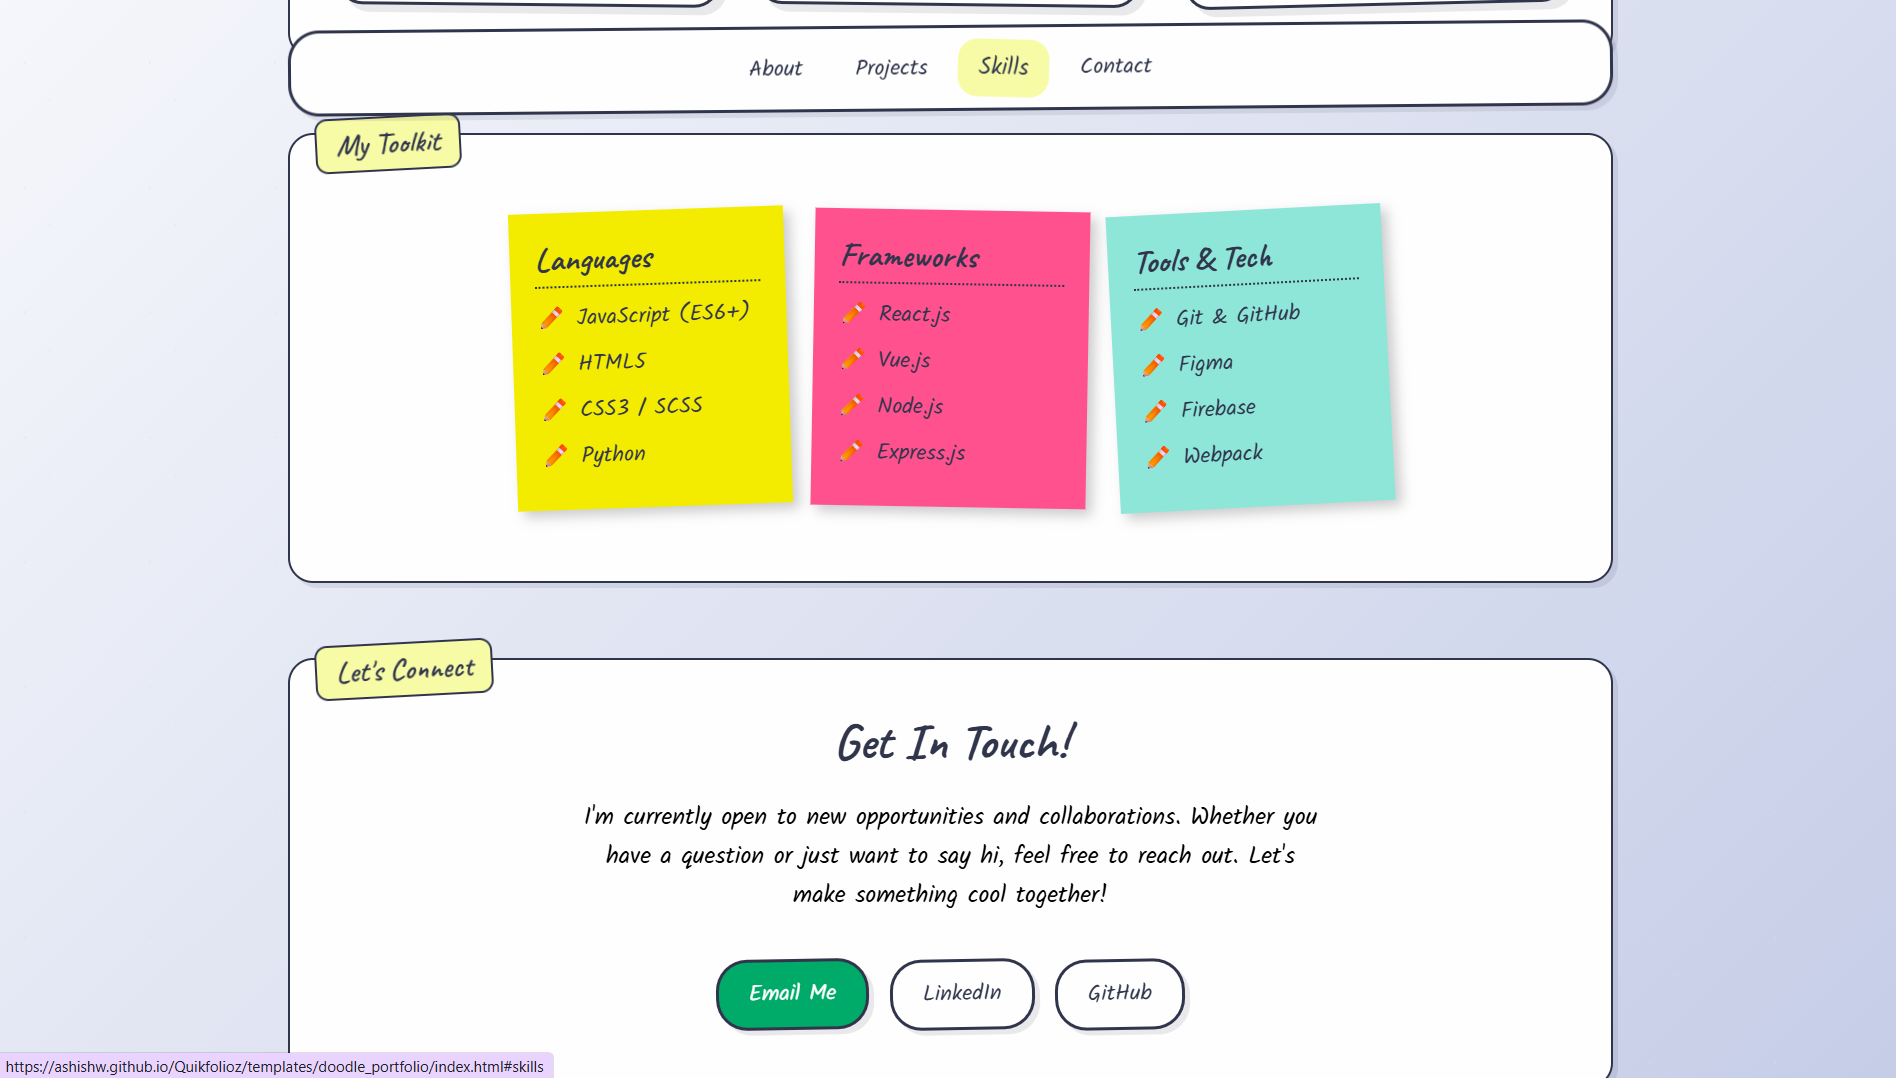 About Projects Skills Contact
My Toolkit
Languages
JavaScript (ES6+)
HTML5
CSS3 / SCSS
Python
Frameworks
React.js
Vue.js
Node.js
Express.js
Tools & Tech
Git & GitHub
Figma
Firebase
Webpack
Let's Connect
Get In Touch!
I'm currently open to new opportunities and collaborations. Whether you
have a question or just want to say hi, feel free to reach out. Let's
make something cool together!
Email Me LinkedIn GitHub
https://ashishw.github.io/Quikfolioz/templates/doodle_portfolio/index.html#skills